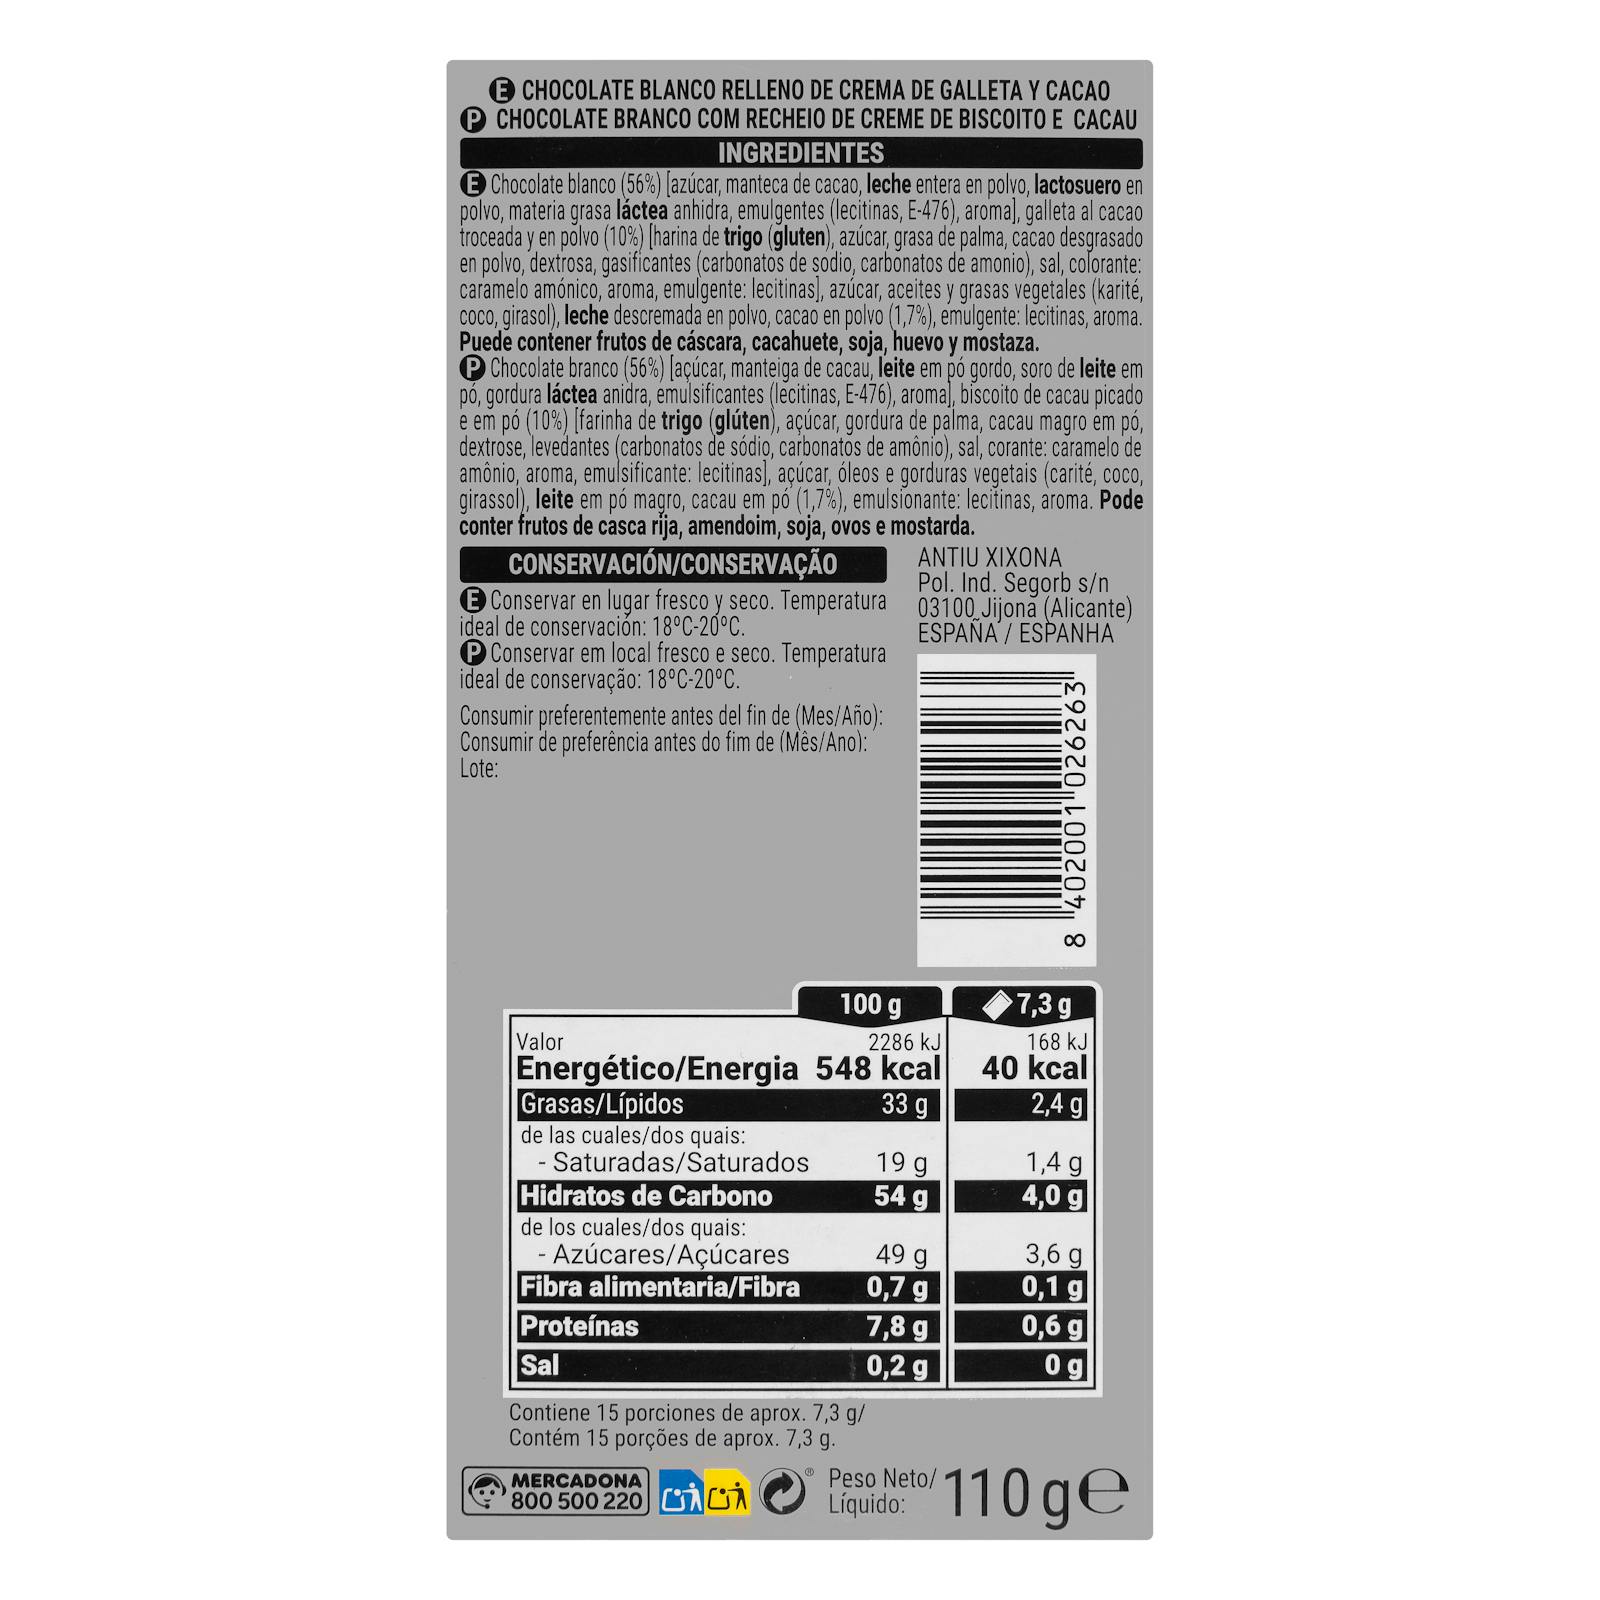 E CHOCOLATE BLANCO RELLENO DE CREMA DE GALLETA Y CACAO
P CHOCOLATE BRANCO COM RECHEIO DE CREME DE BISCOITO E CACAU
INGREDIENTES
E Chocolate blanco (56%) [azúcar, manteca de cacao, leche entera en polvo, lactosuero en
polvo, materia grasa láctea anhidra, emulgentes (lecitinas, E-476), aroma], galleta al cacao
troceada y en polvo (10%) [harina de trigo (gluten), azúcar, grasa de palma, cacao desgrasado
en polvo, dextrosa, gasificantes (carbonatos de sodio, carbonatos de amonio), sal, colorante:
caramelo amónico, aroma, emulgente: lecitinas], azúcar, aceites y grasas vegetales (karité,
coco, girasol), leche descremada en polvo, cacao en polvo (1,7%), emulgente: lecitinas, aroma.
Puede contener frutos de cáscara, cacahuete, soja, huevo y mostaza.
P Chocolate branco (56%) [açúcar, manteiga de cacau, leite em pó gordo, soro de leite em
pó, gordura láctea anidra, emulsificantes (lecitinas, E-476), aroma], biscoito de cacau picado
e em pó (10%) [farinha de trigo (glúten), açúcar, gordura de palma, cacau magro em pó,
dextrose, levedantes (carbonatos de sódio, carbonatos de amônio), sal, corante: caramelo de
amônio, aroma, emulsificante: lecitinas], açúcar, óleos e gorduras vegetais (carité, coco,
girassol), leite em pó magro, cacau em pó (1,7%), emulsionante: lecitinas, aroma. Pode
conter frutos de casca rija, amendoim, soja, ovos e mostarda.
CONSERVACIÓN/CONSERVAÇÃO
E Conservar en lugar fresco y seco. Temperatura
ideal de conservación: 18ºC-20ºC.
P Conservar em local fresco e seco. Temperatura
ideal de conservação: 18ºC-20ºC.
Consumir preferentemente antes del fin de (Mes/Año):
Consumir de preferência antes do fim de (Mês/Ano):
Lote:
ANTIU XIXONA
Pol. Ind. Segorb s/n
03100 Jijona (Alicante)
ESPAÑA / ESPANHA
8 402001 026263
100 g 7,3 g
Valor 2286 kJ 168 kJ
Energético/Energia 548 kcal 40 kcal
Grasas/Lípidos 33 g 2,4 g
de las cuales/dos quais:
- Saturadas/Saturados 19 g 1,4 g
Hidratos de Carbono 54 g 4,0 g
de los cuales/dos quais:
- Azúcares/Açúcares 49 g 3,6 g
Fibra alimentaria/Fibra 0,7 g 0,1 g
Proteínas 7,8 g 0,6 g
Sal 0,2 g 0 g
Contiene 15 porciones de aprox. 7,3 g/
Contém 15 porções de aprox. 7,3 g.
MERCADONA
800 500 220
®
Peso Neto/
Líquido:
110 g e